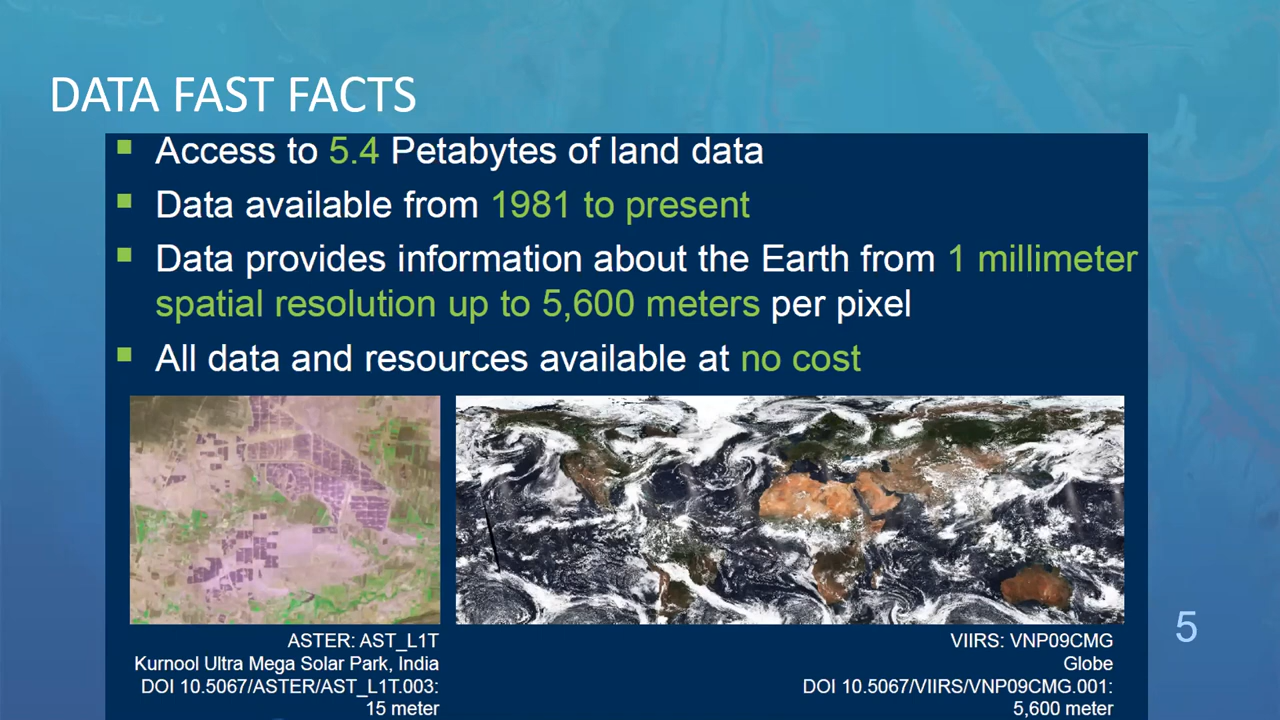 DATA FAST FACTS
Access to 5.4 Petabytes of land data
Data available from 1981 to present
Data provides information about the Earth from 1 millimeter
spatial resolution up to 5,600 meters per pixel
All data and resources available at no cost
ASTER: AST_L1T
Kurnool Ultra Mega Solar Park, India
DOI 10.5067/ASTER/AST_L1T.003:
15 meter
VIIRS: VNP09CMG
Globe
DOI 10.5067/VIIRS/VNP09CMG.001:
5,600 meter
5